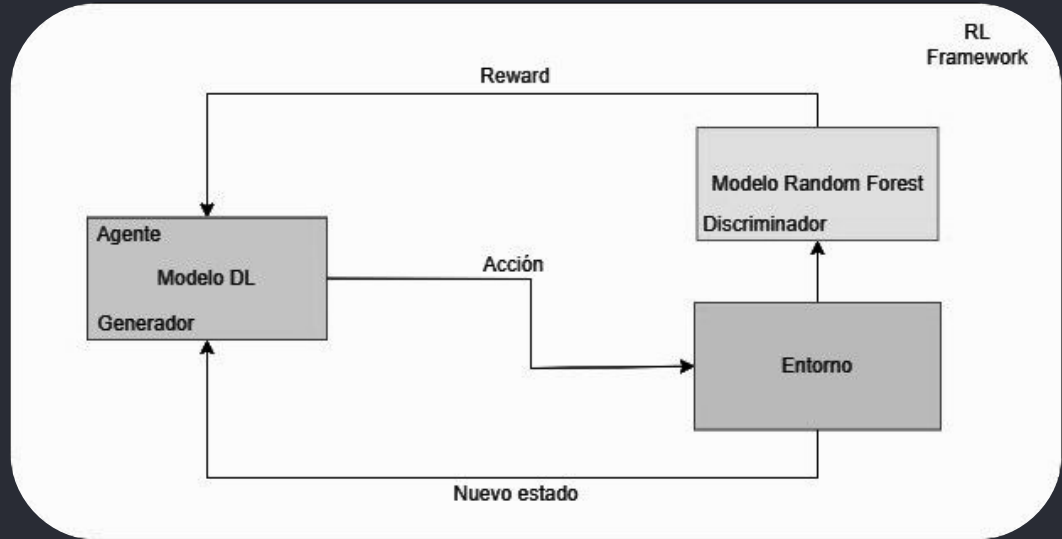 RL
Framework
Reward
Modelo Random Forest
Discriminador
Agente
Modelo DL
Generador
Acción
Entorno
Nuevo estado